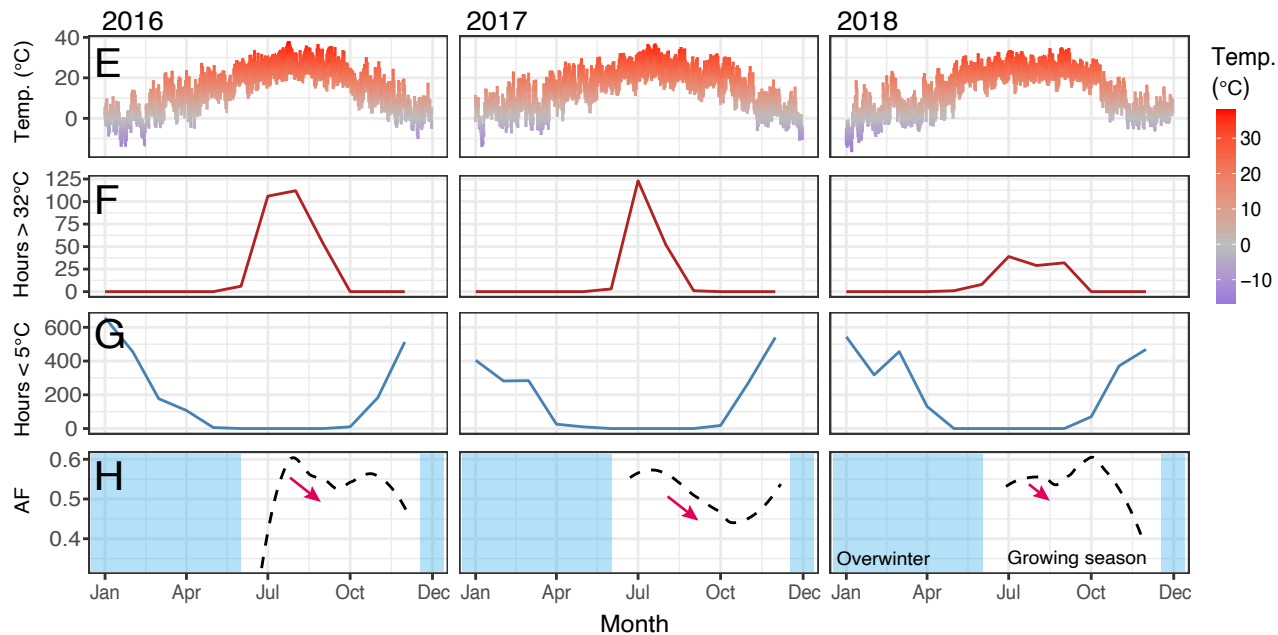 2016 2017 2018
E
Temp. (°C)
40
20
0
Temp.
(°C)
30
20
10
0
−10
F
Hours > 32°C
125
100
75
50
25
0
G
Hours < 5°C
600
400
200
0
H
AF
0.6
0.5
0.4
Overwinter Growing season
Jan Apr Jul Oct Dec Jan Apr Jul Oct Dec Jan Apr Jul Oct Dec
Month